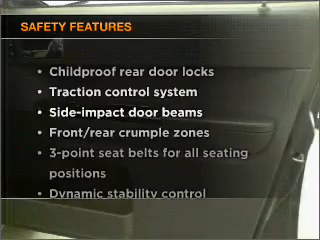 SAFETY FEATURES
• Childproof rear door locks
• Traction control system
• Side-impact door beams
• Front/rear crumple zones
• 3-point seat belts for all seating
positions
• Dynamic stability control